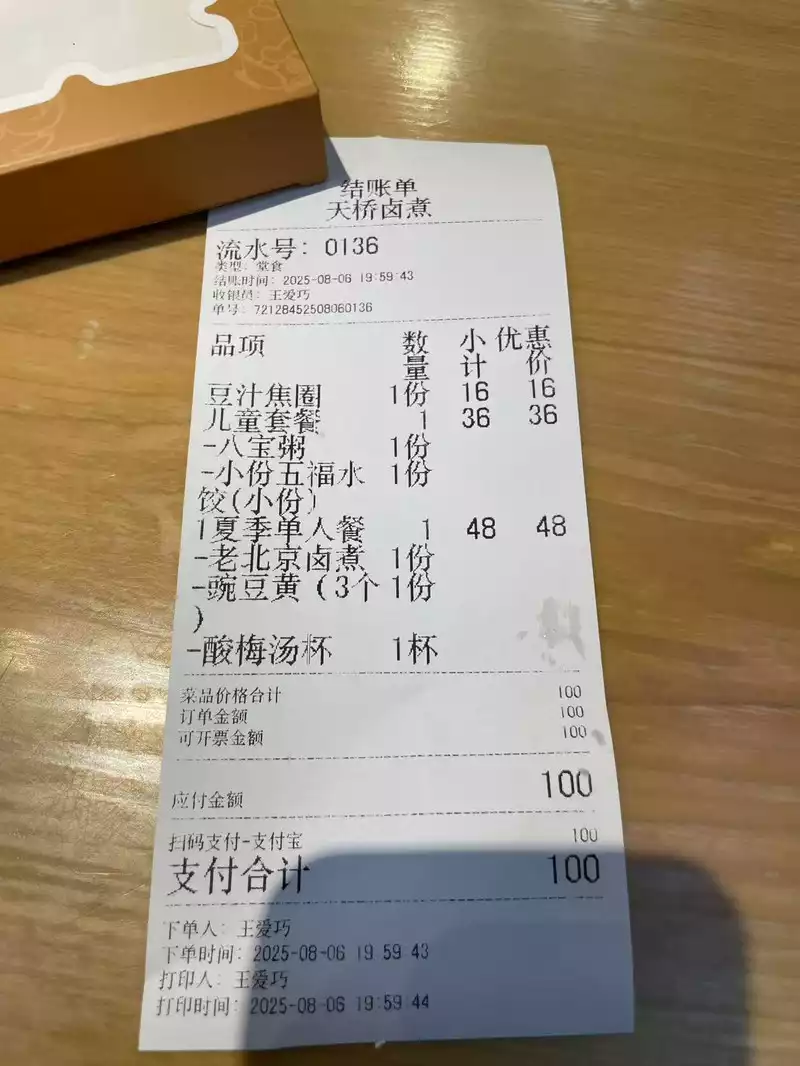 结账单
天桥卤煮
流水号: 0136
类型: 堂食
结账时间: 2025-08-06 19:59:43
收银员: 王爱巧
单号: 72128452508060136
品项 数量 小计 优惠价
豆汁焦圈 1份 16 16
儿童套餐 1 36 36
-八宝粥 1份
-小份五福水 1份
饺(小份)
1夏季单人餐 1 48 48
-老北京卤煮 1份
-豌豆黄（3个 1份
）
-酸梅汤杯 1杯
菜品价格合计 100
订单金额 100
可开票金额 100
应付金额 100
扫码支付-支付宝 100
支付合计 100
下单人: 王爱巧
下单时间: 2025-08-06 19 59 43
打印人: 王爱巧
打印时间: 2025-08-06 19 59 44